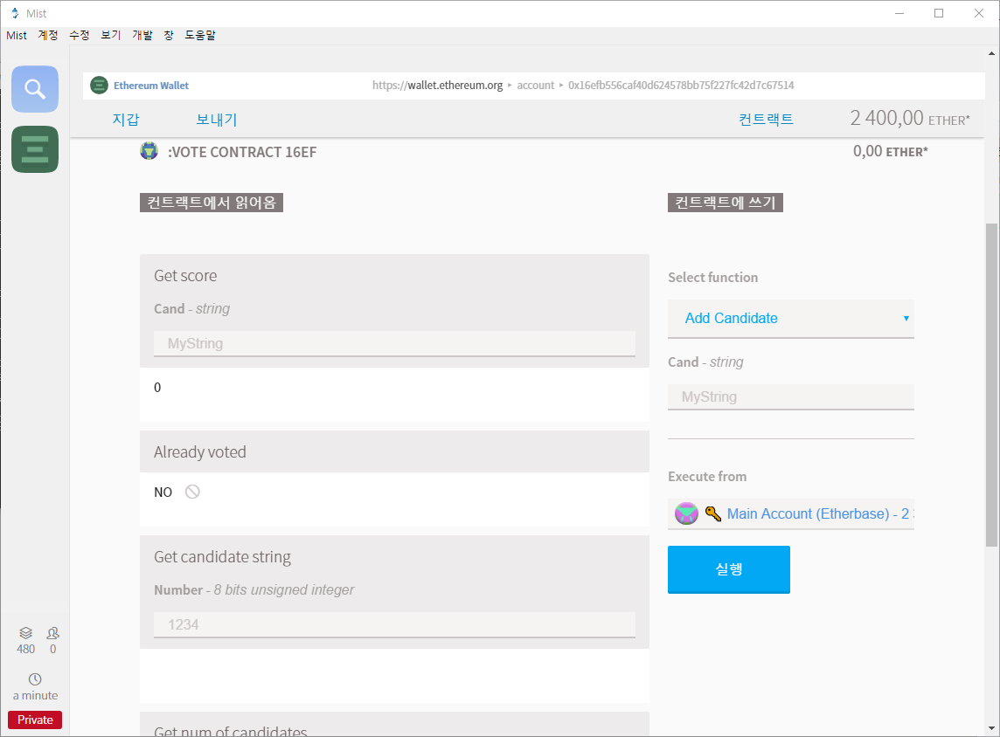 Mist
Mist 계정 수정 보기 개발 창 도움말
Ethereum Wallet
https://wallet.ethereum.org ▸ account ▸ 0x16efb556caf40d624578bb75f227fc42d7c67514
지갑 보내기 컨트랙트 2 400,00 ETHER*
:VOTE CONTRACT 16EF 0,00 ETHER*
컨트랙트에서 읽어옴
Get score
Cand - string
MyString
0
Already voted
NO
Get candidate string
Number - 8 bits unsigned integer
1234
Get num of candidates
컨트랙트에 쓰기
Select function
Add Candidate
Cand - string
MyString
Execute from
Main Account (Etherbase) - 2
실행
480 0
a minute
Private